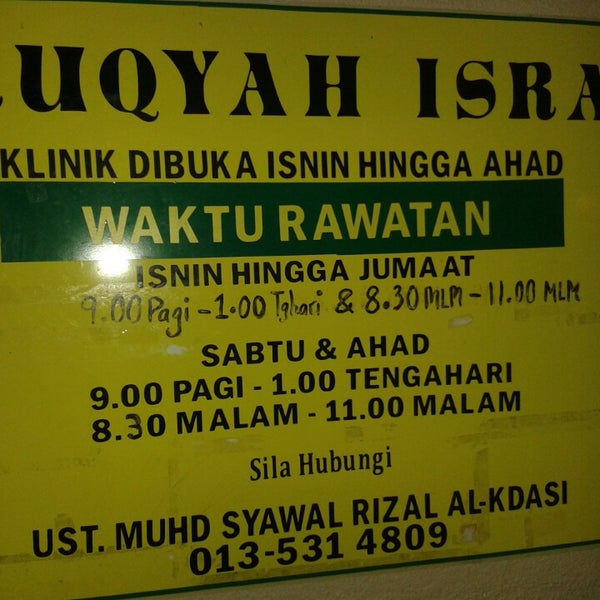 RUQYAH ISRA
KLINIK DIBUKA ISNIN HINGGA AHAD
WAKTU RAWATAN
ISNIN HINGGA JUMAAT
9.00 Pagi - 1.00 Tghari & 8.30 MLM - 11.00 MLM
SABTU & AHAD
9.00 PAGI - 1.00 TENGAHARI
8.30 MALAM - 11.00 MALAM
Sila Hubungi
UST. MUHD SYAWAL RIZAL AL-KDASI
013-531 4809